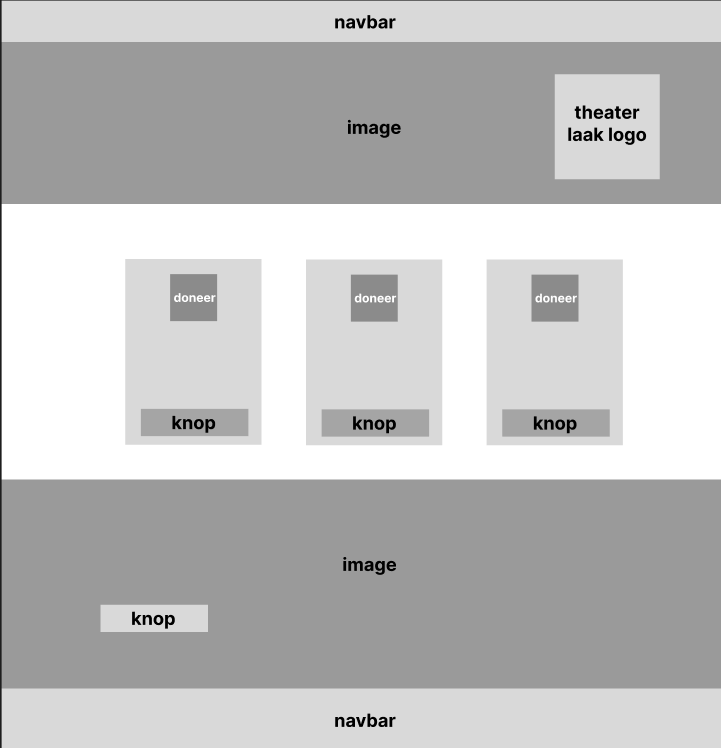 navbar
image
theater
laak logo
doneer
doneer
doneer
knop
knop
knop
image
knop
navbar